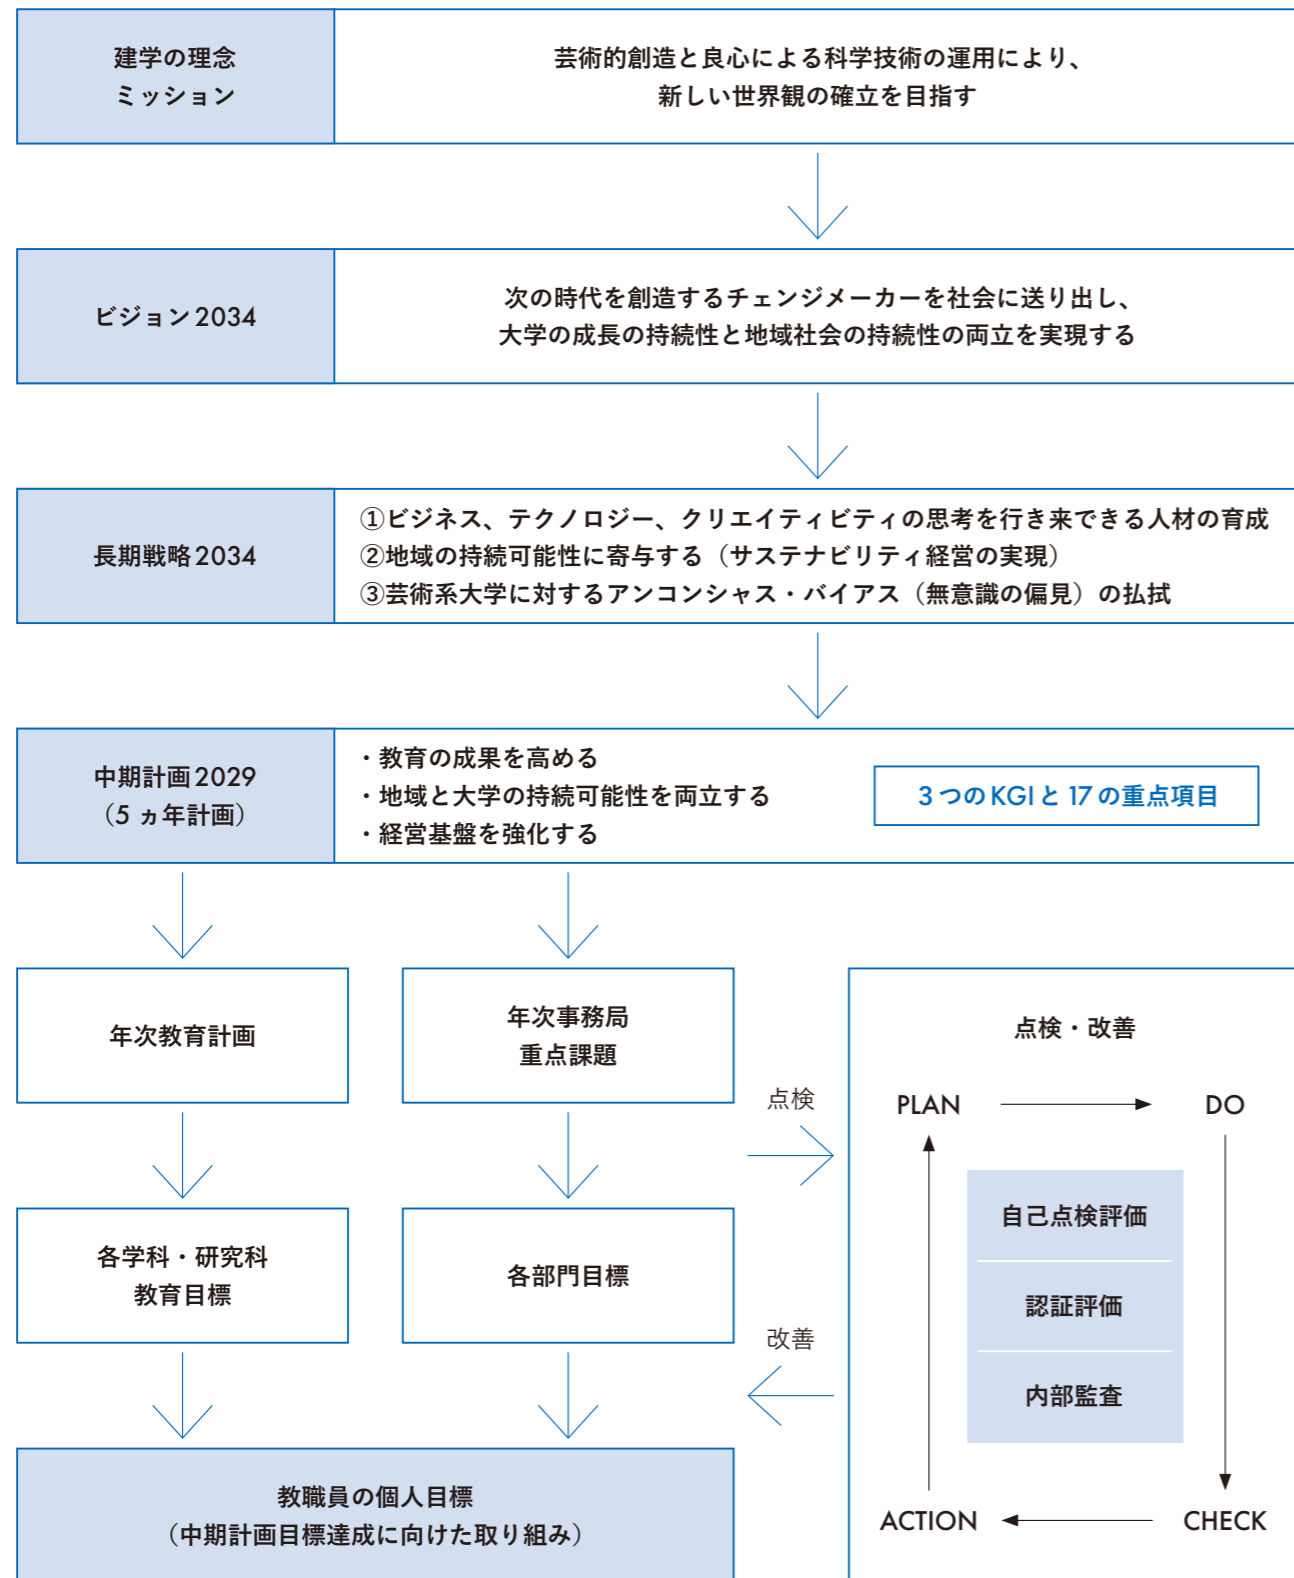 建学の理念
ミッション
芸術的創造と良心による科学技術の運用により、
新しい世界観の確立を目指す
ビジョン2034
次の時代を創造するチェンジメーカーを社会に送り出し、
大学の成長の持続性と地域社会の持続性の両立を実現する
長期戦略2034
①ビジネス、テクノロジー、クリエイティビティの思考を行き来できる人材の育成
②地域の持続可能性に寄与する（サステナビリティ経営の実現）
③芸術系大学に対するアンコンシャス・バイアス（無意識の偏見）の払拭
中期計画2029
（5 ヵ年計画）
・教育の成果を高める
・地域と大学の持続可能性を両立する
・経営基盤を強化する
3つのKGIと17の重点項目
年次教育計画
年次事務局
重点課題
各学科・研究科
教育目標
各部門目標
教職員の個人目標
（中期計画目標達成に向けた取り組み）
点検
改善
点検・改善
PLAN
DO
自己点検評価
認証評価
内部監査
ACTION
CHECK